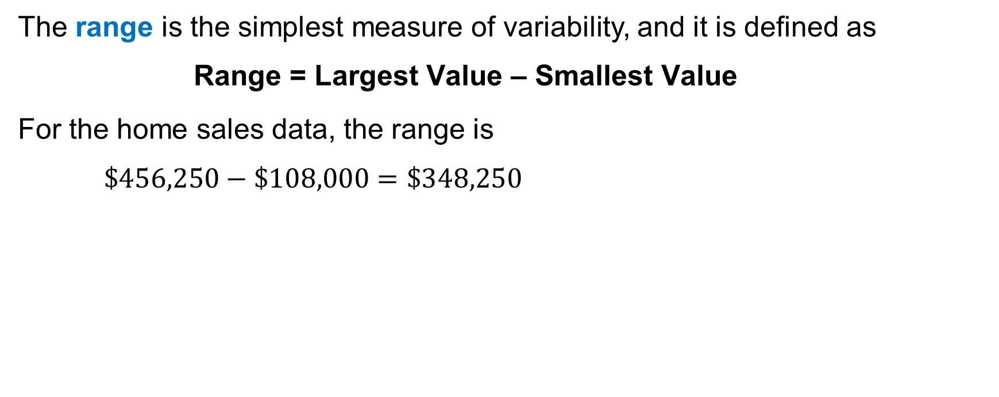 The range is the simplest measure of variability, and it is defined as
Range = Largest Value – Smallest Value
For the home sales data, the range is
$456,250 − $108,000 = $348,250